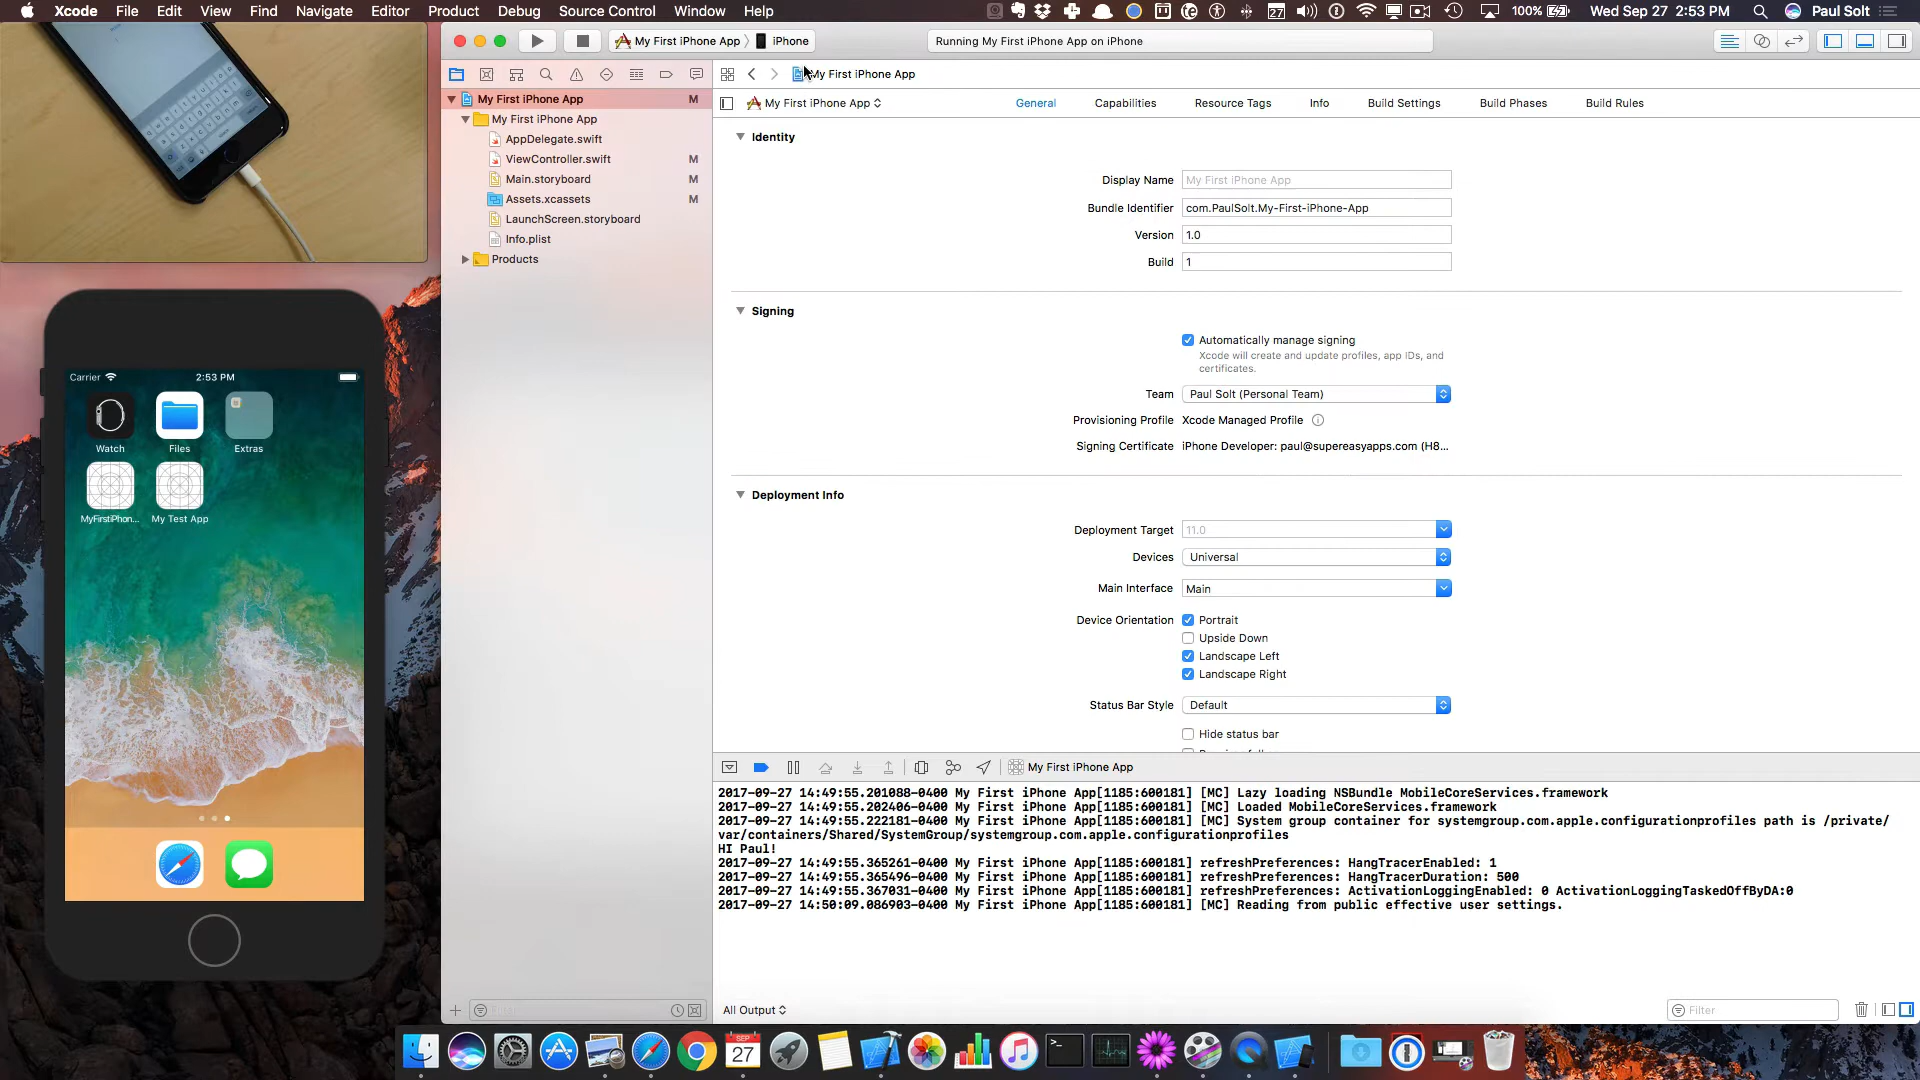 Xcode File Edit View Find Navigate Editor Product Debug Source Control Window Help
27 100% Wed Sep 27 2:53 PM Paul Solt
My First iPhone App iPhone
Running My First iPhone App on iPhone
My First iPhone App
My First iPhone App M
My First iPhone App
AppDelegate.swift
ViewController.swift M
Main.storyboard M
Assets.xcassets M
LaunchScreen.storyboard
Info.plist
Products
My First iPhone App
General Capabilities Resource Tags Info Build Settings Build Phases Build Rules
Identity
Display Name My First iPhone App
Bundle Identifier com.PaulSolt.My-First-iPhone-App
Version 1.0
Build 1
Signing
Automatically manage signing
Xcode will create and update profiles, app IDs, and
certificates.
Team Paul Solt (Personal Team)
Provisioning Profile Xcode Managed Profile
Signing Certificate iPhone Developer: paul@supereasyapps.com (H8...
Deployment Info
Deployment Target 11.0
Devices Universal
Main Interface Main
Device Orientation Portrait
Upside Down
Landscape Left
Landscape Right
Status Bar Style Default
Hide status bar
Carrier 2:53 PM
Watch Files Extras
MyFirstiPhon... My Test App
My First iPhone App
2017-09-27 14:49:55.201088-0400 My First iPhone App[1185:600181] [MC] Lazy loading NSBundle MobileCoreServices.framework
2017-09-27 14:49:55.202406-0400 My First iPhone App[1185:600181] [MC] Loaded MobileCoreServices.framework
2017-09-27 14:49:55.222181-0400 My First iPhone App[1185:600181] [MC] System group container for systemgroup.com.apple.configurationprofiles path is /private/
var/containers/Shared/SystemGroup/systemgroup.com.apple.configurationprofiles
HI Paul!
2017-09-27 14:49:55.365261-0400 My First iPhone App[1185:600181] refreshPreferences: HangTracerEnabled: 1
2017-09-27 14:49:55.365496-0400 My First iPhone App[1185:600181] refreshPreferences: HangTracerDuration: 500
2017-09-27 14:49:55.367031-0400 My First iPhone App[1185:600181] refreshPreferences: ActivationLoggingEnabled: 0 ActivationLoggingTaskedOffByDA:0
2017-09-27 14:50:09.086903-0400 My First iPhone App[1185:600181] [MC] Reading from public effective user settings.
All Output
Filter
SEP
27